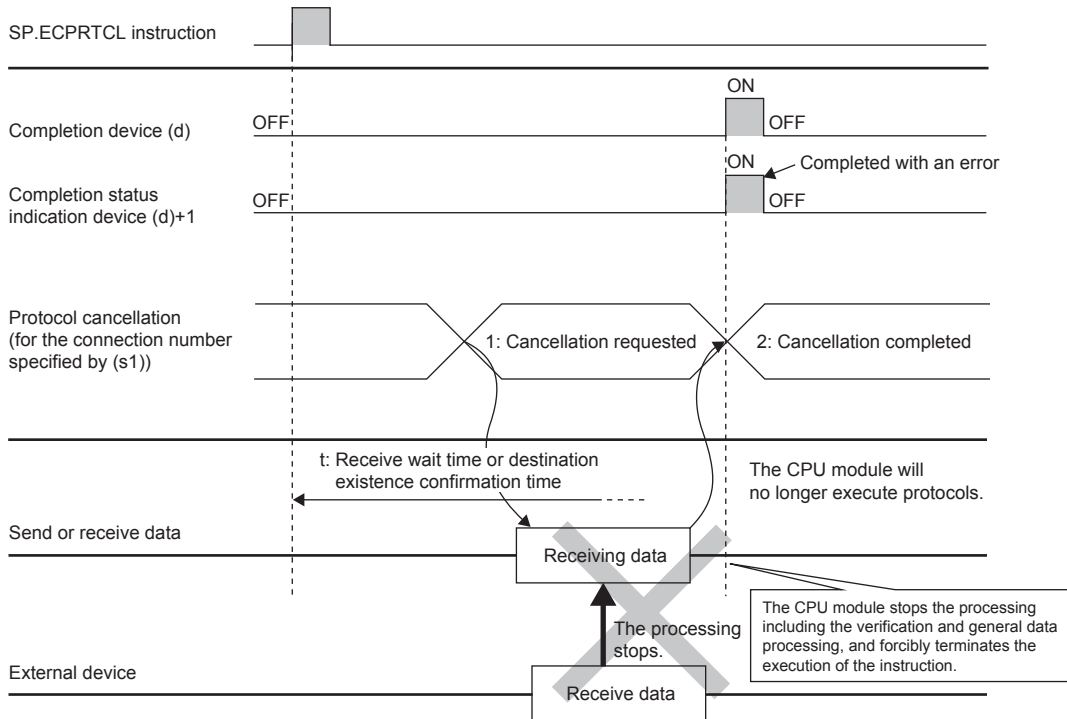 SP.ECPRTCL instruction
ON
Completion device (d)
OFF
OFF
ON
Completed with an error
Completion status
indication device (d)+1
OFF
OFF
Protocol cancellation
(for the connection number
specified by (s1))
1: Cancellation requested
2: Cancellation completed
t: Receive wait time or destination
existence confirmation time
The CPU module will
no longer execute protocols.
Send or receive data
Receiving data
The CPU module stops the processing
including the verification and general data
processing, and forcibly terminates the
execution of the instruction.
The processing
stops.
External device
Receive data